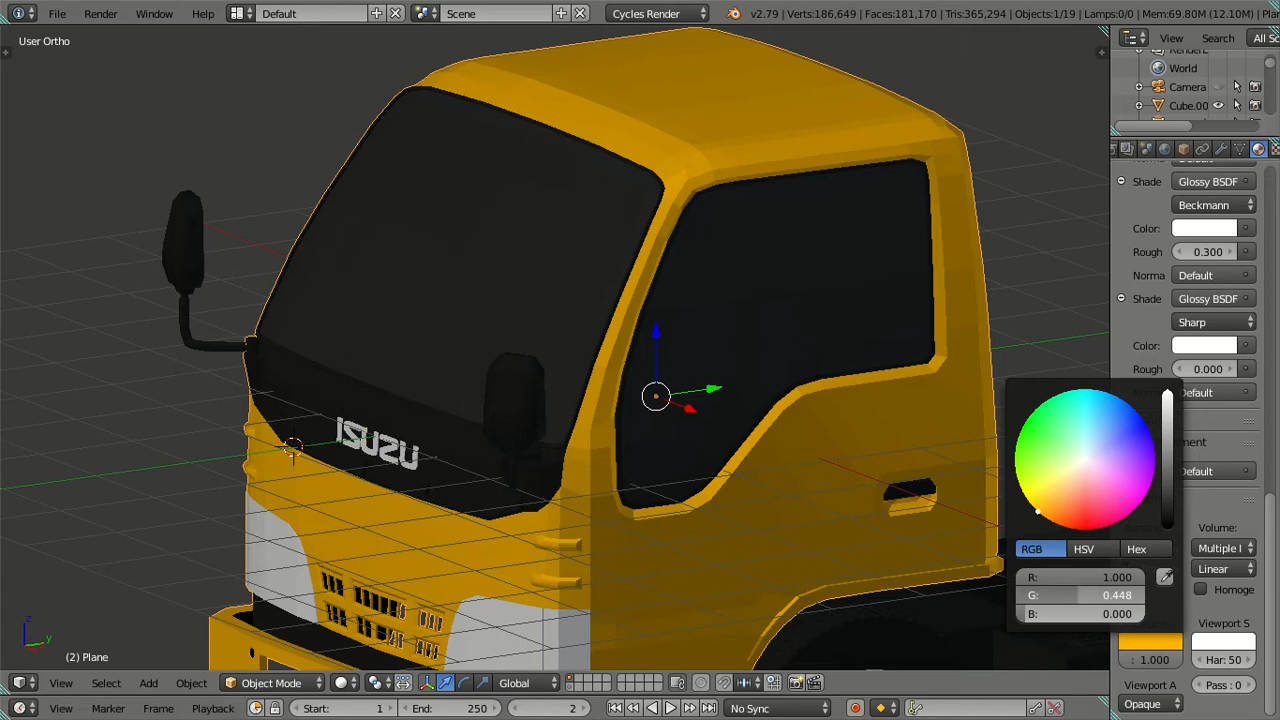 File Render Window Help Default Scene Cycles Render v2.79 | Verts:186,649 | Faces:181,170 | Tris:365,294 | Objects:1/19 | Lamps:0/0 | Mem:69.80M (12.10M) |
User Ortho
View Search All Sc
World
Camera
Cube.00
Shade Glossy BSDF
Beckmann
Color:
Rough 0.300
Norma Default
Shade Glossy BSDF
Sharp
Color:
Rough 0.000
Default
ISUZU
ment
Default
Volume:
RGB HSV Hex Multiple I
Linear
R: 1.000
Homoge
G: 0.448
B: 0.000
Viewport S
: 1.000 Har: 50
Viewport A Pass : 0
Opaque
(2) Plane
z
y
View Select Add Object Object Mode Global
View Marker Frame Playback Start: 1 End: 250 2 No Sync